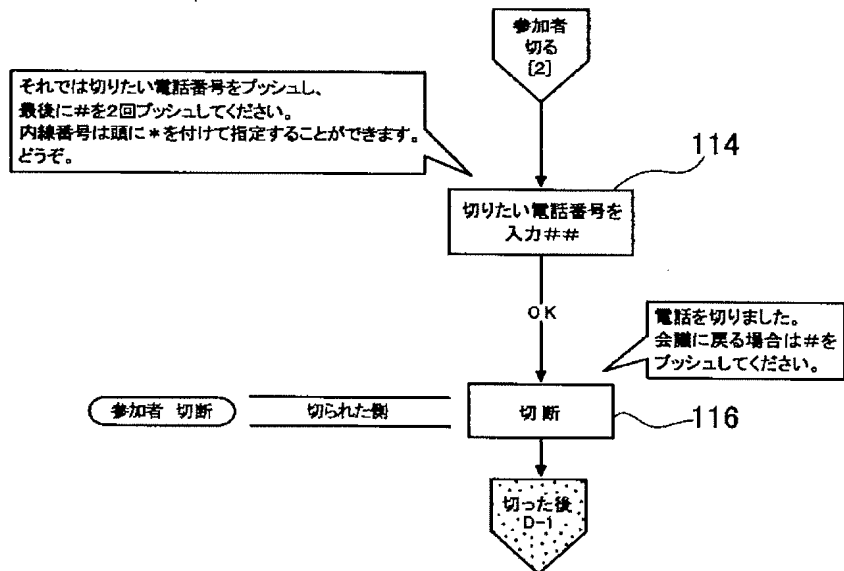 参加者
切る
[2]
それでは切りたい電話番号をプッシュし、
最後に#を2回プッシュしてください。
内線番号は頭に*を付けて指定することができます。
どうぞ。
114
切りたい電話番号を
入力##
OK
電話を切りました。
会議に戻る場合は#を
プッシュしてください。
参加者 切断
切られた側
切断
116
切った後
D-1